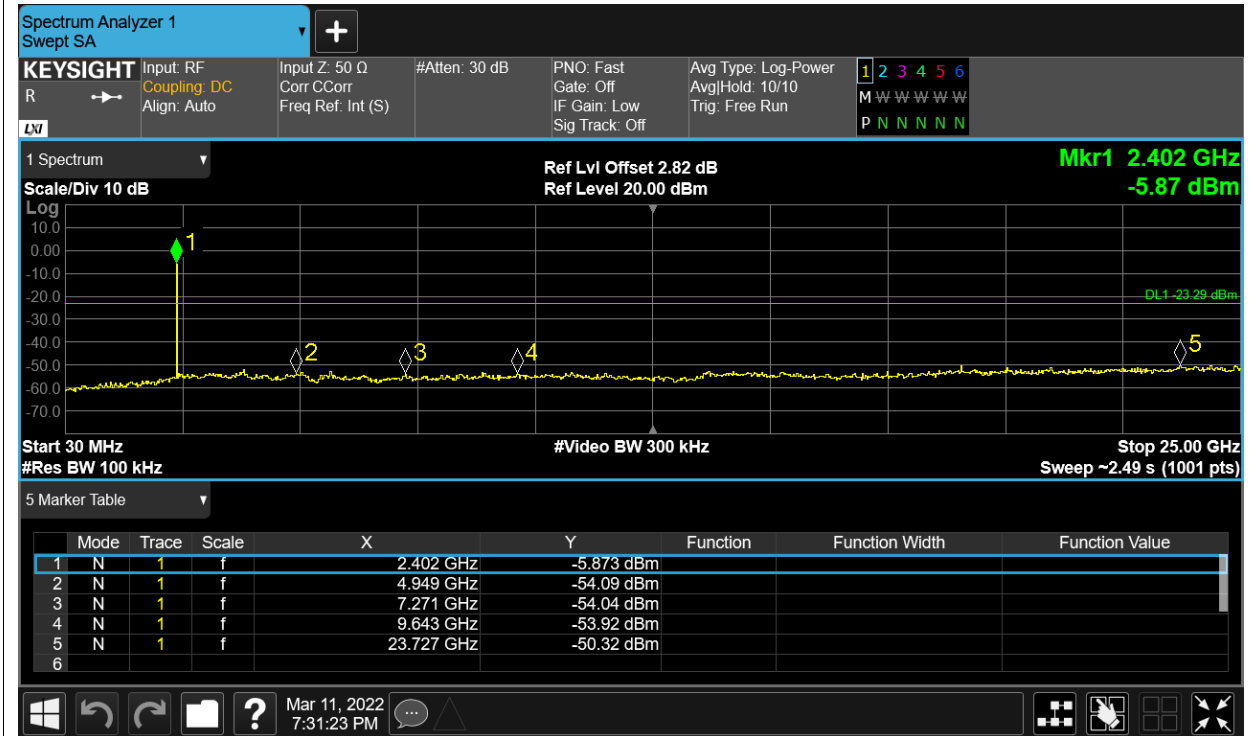 Spectrum Analyzer 1
Swept SA
KEYSIGHT
R
LXI
Input: RF
Coupling: DC
Align: Auto
Input Z: 50 Ω
Corr CCorr
Freq Ref: Int (S)
#Atten: 30 dB
PNO: Fast
Gate: Off
IF Gain: Low
Sig Track: Off
Avg Type: Log-Power
Avg|Hold: 10/10
Trig: Free Run
1 2 3 4 5 6
M W W W W W
P N N N N N
1 Spectrum
Scale/Div 10 dB
Ref Lvl Offset 2.82 dB
Ref Level 20.00 dBm
Mkr1 2.402 GHz
-5.87 dBm
Log
10.0
0.00
-10.0
-20.0
-30.0
-40.0
-50.0
-60.0
-70.0
1
2
3
4
5
DL1 -23.29 dBm
Start 30 MHz
#Res BW 100 kHz
#Video BW 300 kHz
Stop 25.00 GHz
Sweep ~2.49 s (1001 pts)
5 Marker Table
Mode Trace Scale X Y Function Function Width Function Value
1 N 1 f 2.402 GHz -5.873 dBm
2 N 1 f 4.949 GHz -54.09 dBm
3 N 1 f 7.271 GHz -54.04 dBm
4 N 1 f 9.643 GHz -53.92 dBm
5 N 1 f 23.727 GHz -50.32 dBm
6
?
Mar 11, 2022
7:31:23 PM